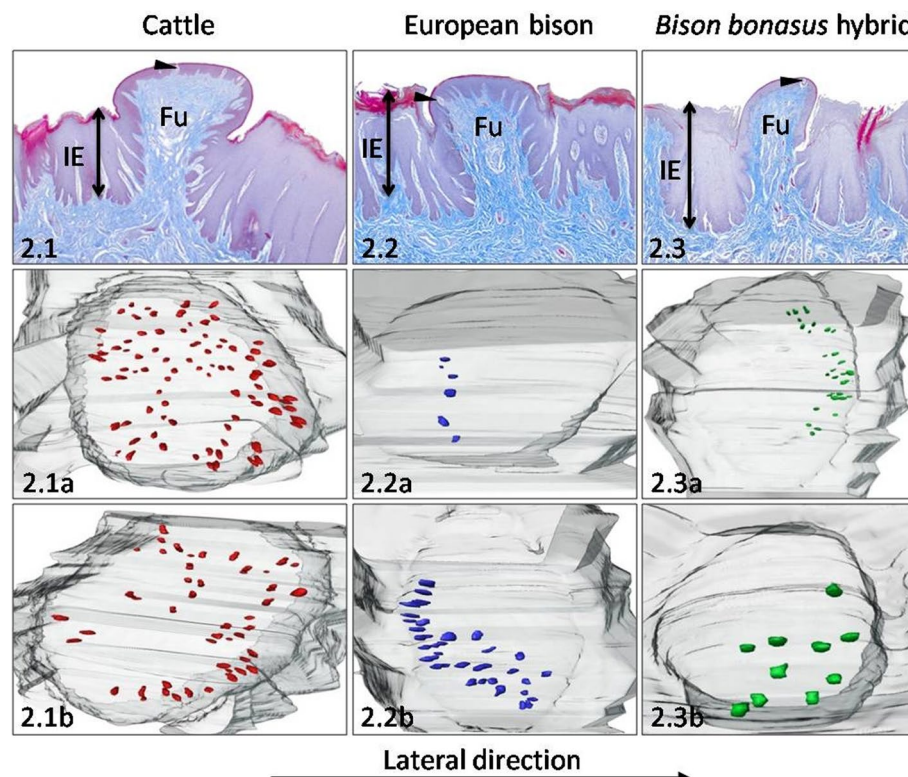 Cattle European bison Bison bonasus hybrid
Fu Fu Fu
IE IE IE
2.1 2.2 2.3
2.1a 2.2a 2.3a
2.1b 2.2b 2.3b
Lateral direction